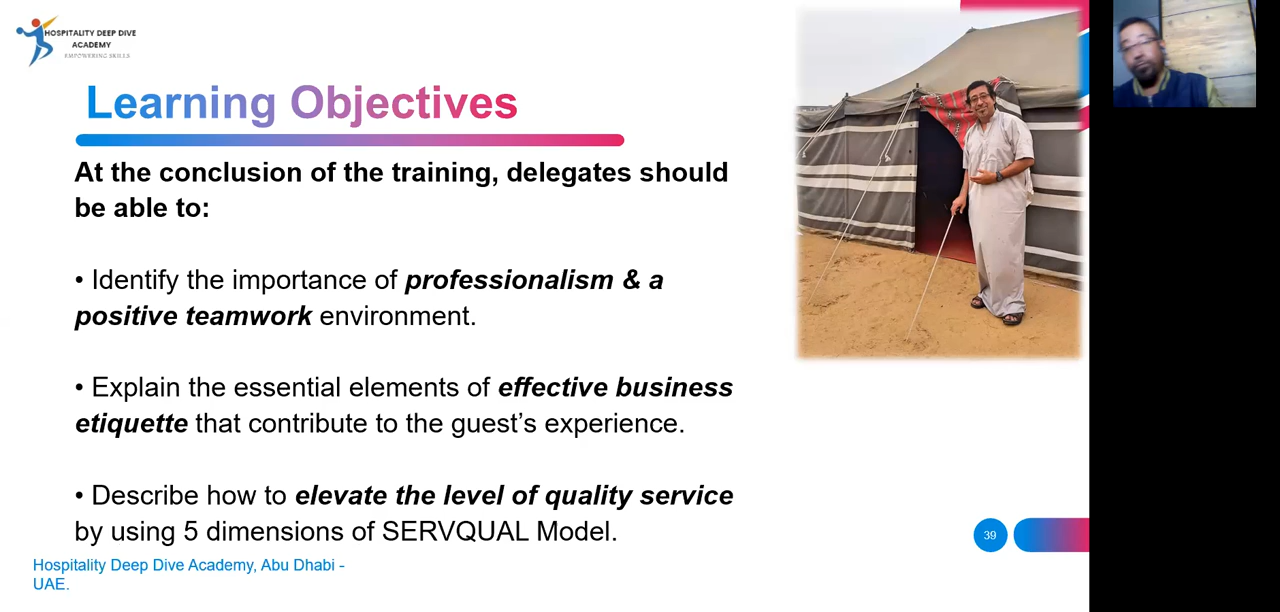 HOSPITALITY DEEP DIVE
ACADEMY
EMPOWERING SKILLS
Learning Objectives
At the conclusion of the training, delegates should
be able to:
• Identify the importance of professionalism & a
positive teamwork environment.
• Explain the essential elements of effective business
etiquette that contribute to the guest’s experience.
• Describe how to elevate the level of quality service
by using 5 dimensions of SERVQUAL Model.
39
Hospitality Deep Dive Academy, Abu Dhabi -
UAE.